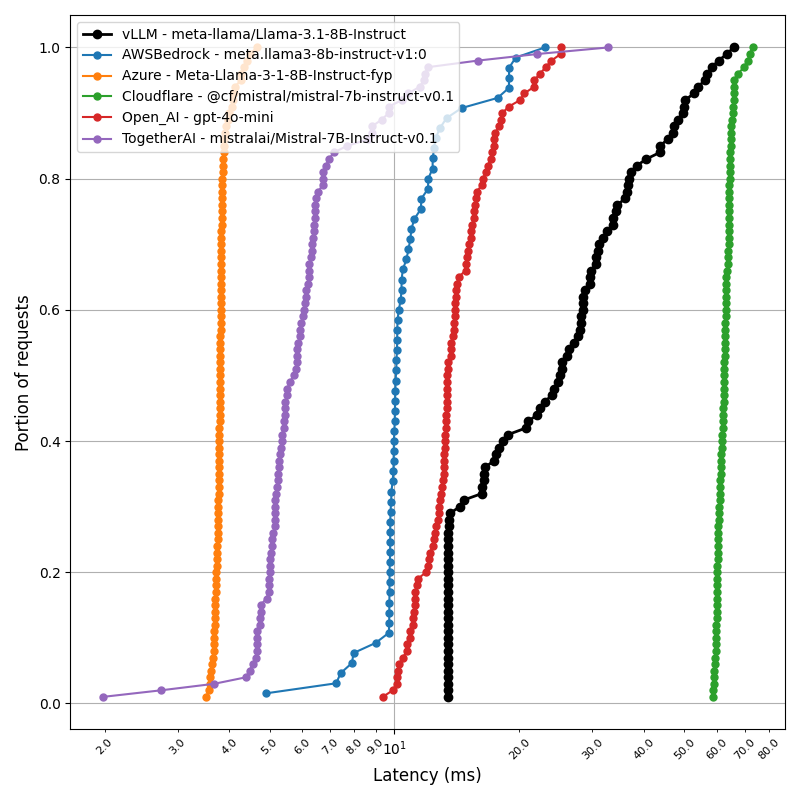 vLLM - meta-llama/Llama-3.1-8B-Instruct
AWSBedrock - meta.llama3-8b-instruct-v1:0
Azure - Meta-Llama-3-1-8B-Instruct-fyp
Cloudflare - @cf/mistral/mistral-7b-instruct-v0.1
Open_AI - gpt-4o-mini
TogetherAI - mistralai/Mistral-7B-Instruct-v0.1
1.0
0.8
0.6
0.4
0.2
0.0
Portion of requests
2.0 3.0 4.0 5.0 6.0 7.0 8.0 9.0 10¹ 20.0 30.0 40.0 50.0 60.0 70.0 80.0
Latency (ms)